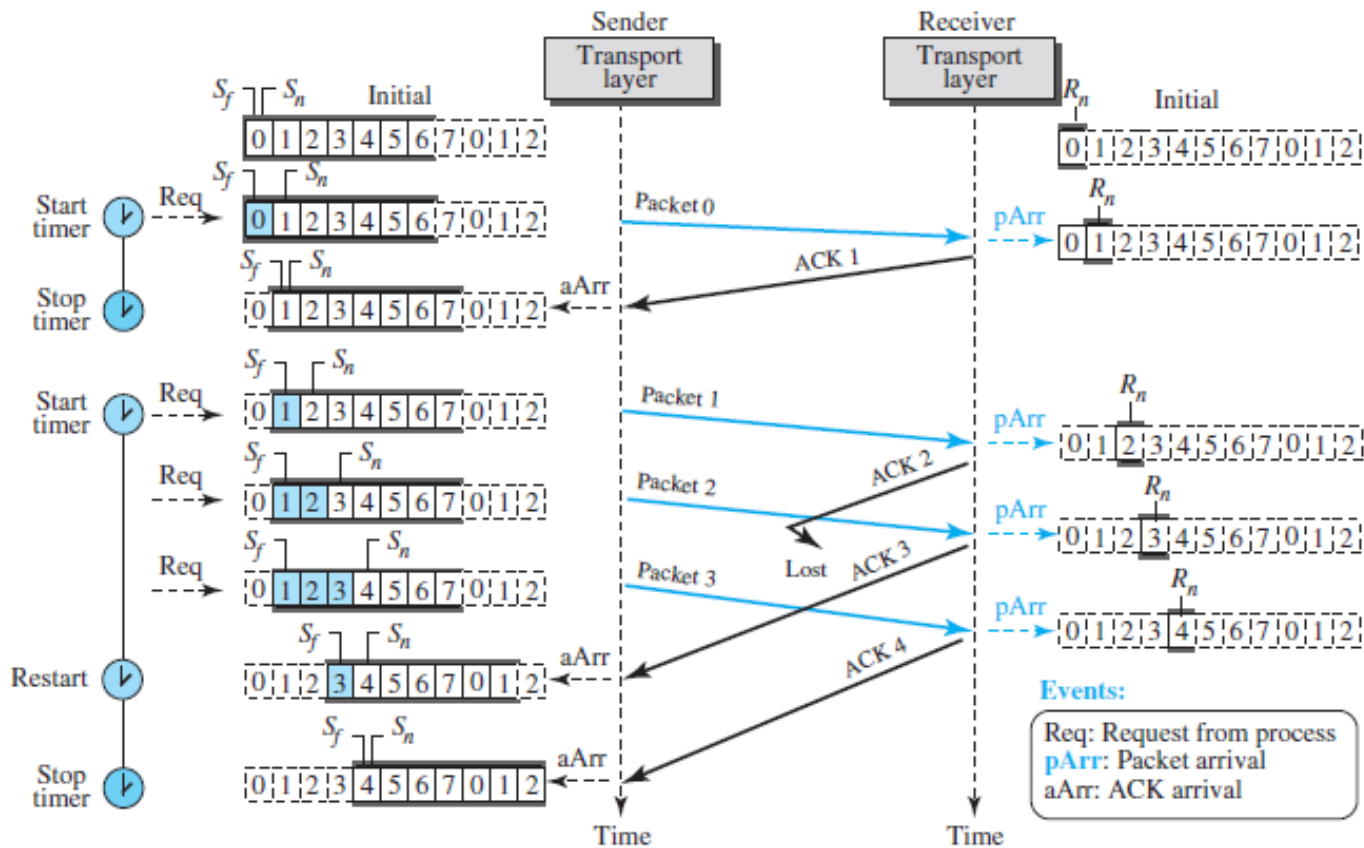 Sender Receiver
Transport layer Transport layer
Sf Sn Initial Rn Initial
0 1 2 3 4 5 6 7 0 1 2 0 1 2 3 4 5 6 7 0 1 2
Sf Sn
Start timer Req 0 1 2 3 4 5 6 7 0 1 2 Packet 0 pArr Rn 0 1 2 3 4 5 6 7 0 1 2
Sf Sn ACK 1
Stop timer 0 1 2 3 4 5 6 7 0 1 2 aArr
Sf Sn
Start timer Req 0 1 2 3 4 5 6 7 0 1 2 Packet 1 pArr Rn 0 1 2 3 4 5 6 7 0 1 2
Sf Sn ACK 2
Req 0 1 2 3 4 5 6 7 0 1 2 Packet 2 pArr Rn 0 1 2 3 4 5 6 7 0 1 2
Lost ACK 3
Sf Sn
Req 0 1 2 3 4 5 6 7 0 1 2 Packet 3 pArr Rn 0 1 2 3 4 5 6 7 0 1 2
Sf Sn ACK 4
Restart 0 1 2 3 4 5 6 7 0 1 2 aArr
Sf Sn
Stop timer 0 1 2 3 4 5 6 7 0 1 2 aArr
Events:
Req: Request from process
pArr: Packet arrival
aArr: ACK arrival
Time Time